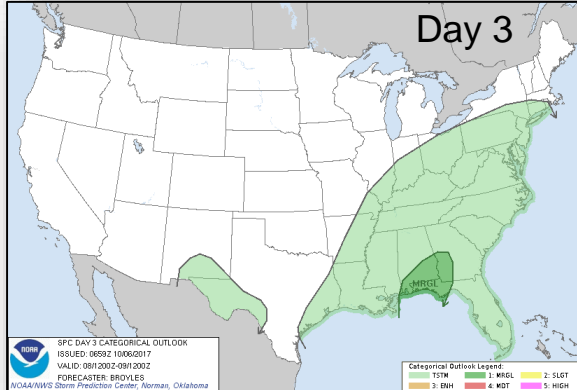 Day 3
MRGL
NOAA
SPC DAY 3 CATEGORICAL OUTLOOK
ISSUED: 0659Z 10/06/2017
VALID: 08/1200Z-09/1200Z
FORECASTER: BROYLES
NOAA/NWS Storm Prediction Center, Norman, Oklahoma
Categorical Outlook Legend:
TSTM 1: MRGL 2: SLGT
3: ENH 4: MDT 5: HIGH